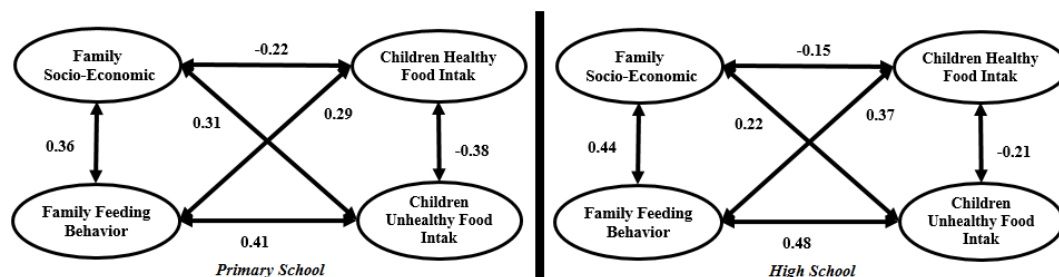 Family
Socio-Economic
-0.22
Children Healthy
Food Intak
0.36
0.31
0.29
-0.38
Family Feeding
Behavior
0.41
Children
Unhealthy Food
Intak
Primary School
Family
Socio-Economic
-0.15
Children Healthy
Food Intak
0.44
0.22
0.37
-0.21
Family Feeding
Behavior
0.48
Children
Unhealthy Food
Intak
High School